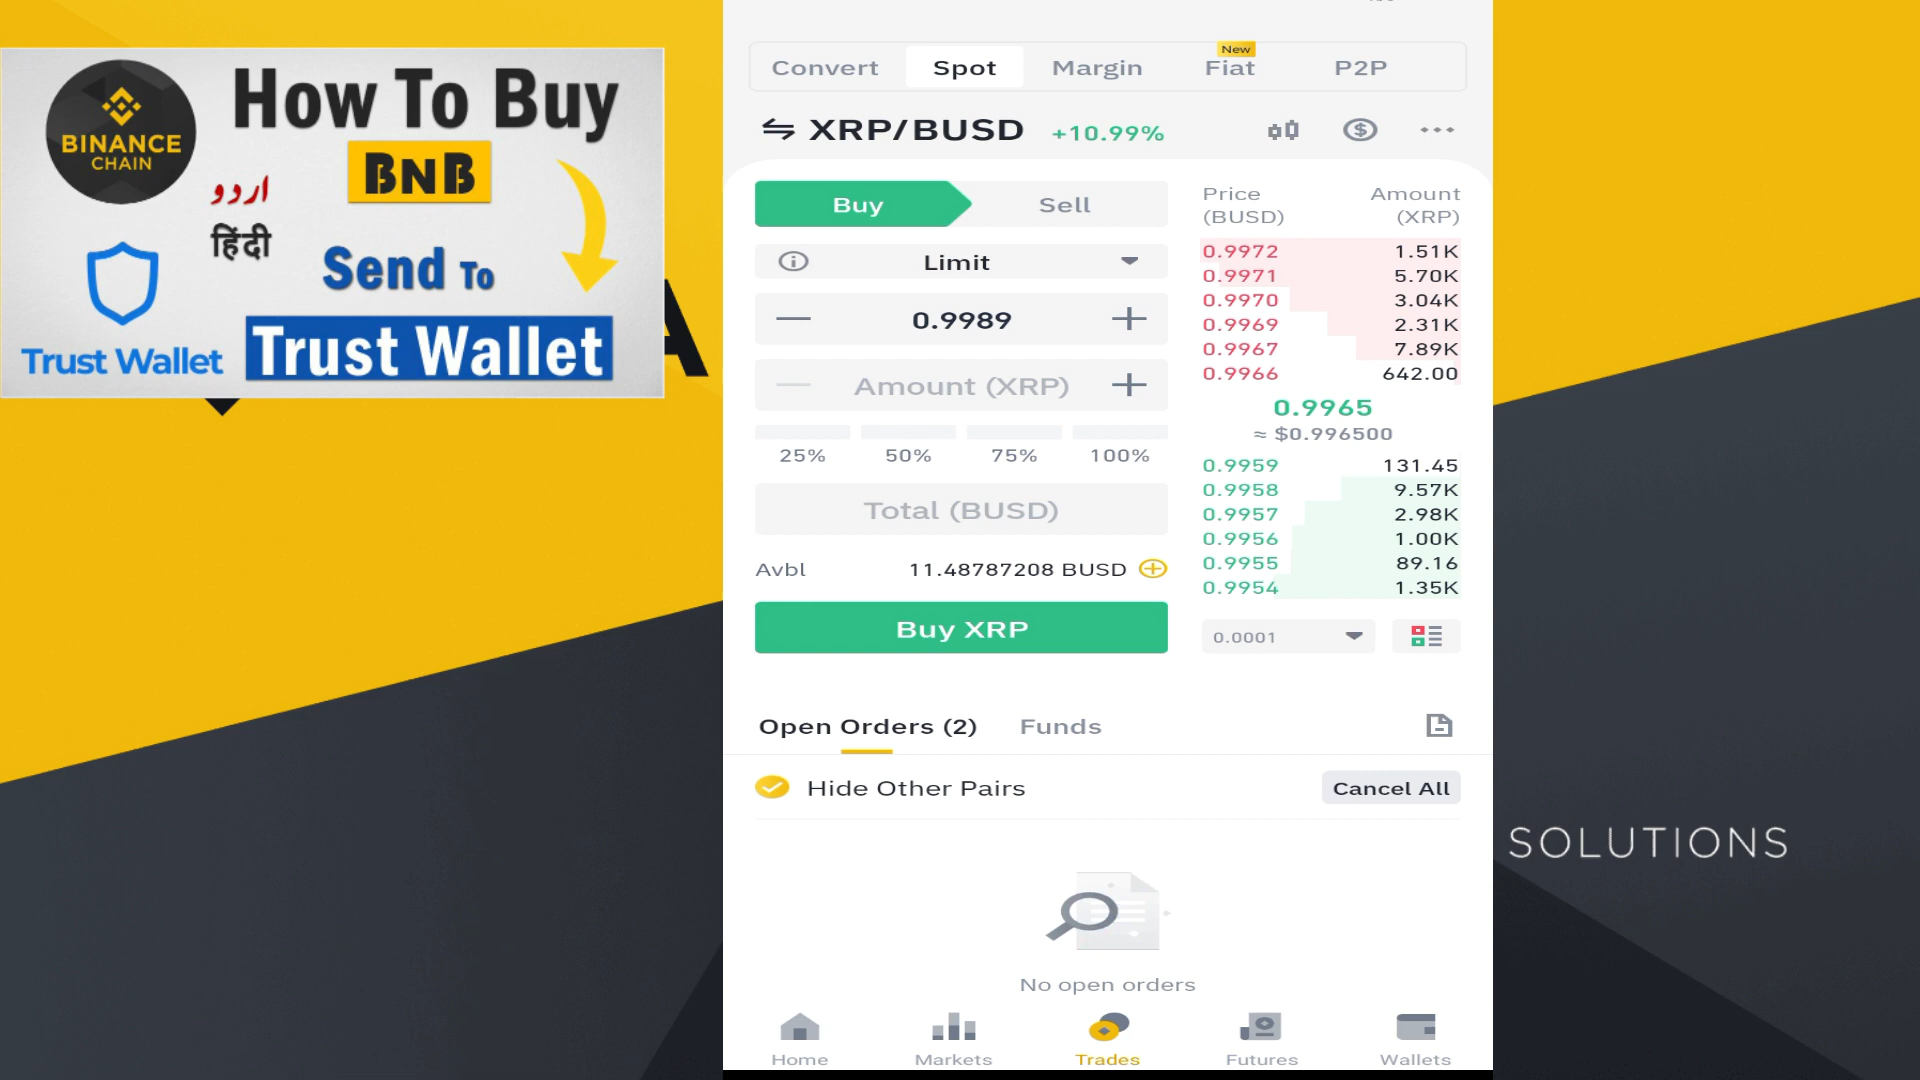 BINANCE
CHAIN
How To Buy
BNB
اردو
हिंदी
Send To
Trust Wallet
Trust Wallet
A
Convert
Spot
Margin
New
Fiat
P2P
XRP/BUSD
+10.99%
Buy
Sell
Limit
0.9989
Amount (XRP)
25%
50%
75%
100%
Total (BUSD)
Avbl
11.48787208 BUSD
Buy XRP
Price
(BUSD)
Amount
(XRP)
0.9972 1.51K
0.9971 5.70K
0.9970 3.04K
0.9969 2.31K
0.9967 7.89K
0.9966 642.00
0.9965
≈ $0.996500
0.9959 131.45
0.9958 9.57K
0.9957 2.98K
0.9956 1.00K
0.9955 89.16
0.9954 1.35K
0.0001
Open Orders (2)
Funds
Hide Other Pairs
Cancel All
No open orders
Home
Markets
Trades
Futures
Wallets
SOLUTIONS